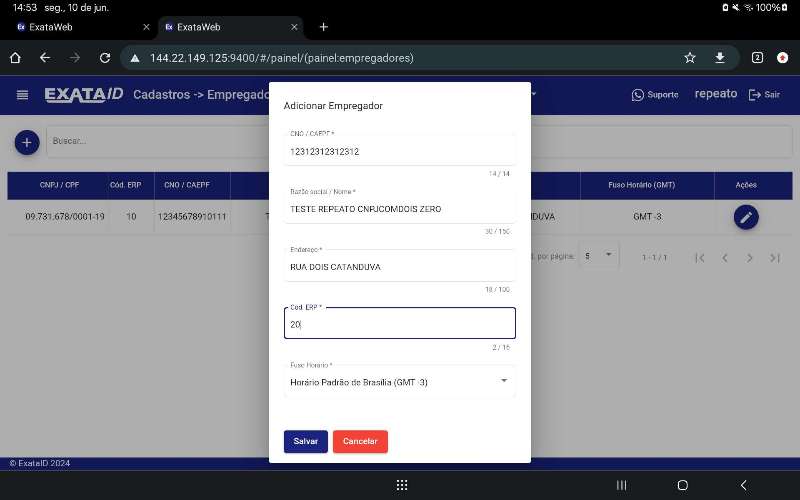 14:53 seg., 10 de jun. 100%
ExataWeb
ExataWeb
144.22.149.125:9400/#/painel/(painel:empregadores)
2
EXATAID Cadastros -> Empregado Suporte repeato Sair
Buscar...
CNPJ / CPF Cód. ERP CNO / CAEPF Fuso Horário (GMT) Ações
09.731.678/0001-19 10 12345678910111 T DUVA GMT -3
. por página: 5 1 - 1 / 1
Adicionar Empregador
CNO / CAEPF *
12312312312312
14 / 14
Razão social / Nome *
TESTE REPEATO CNPJCOMDOIS ZERO
30 / 150
Endereço *
RUA DOIS CATANDUVA
18 / 100
Cód. ERP *
20
2 / 16
Fuso Horário *
Horário Padrão de Brasília (GMT -3)
Salvar Cancelar
© ExataID 2024